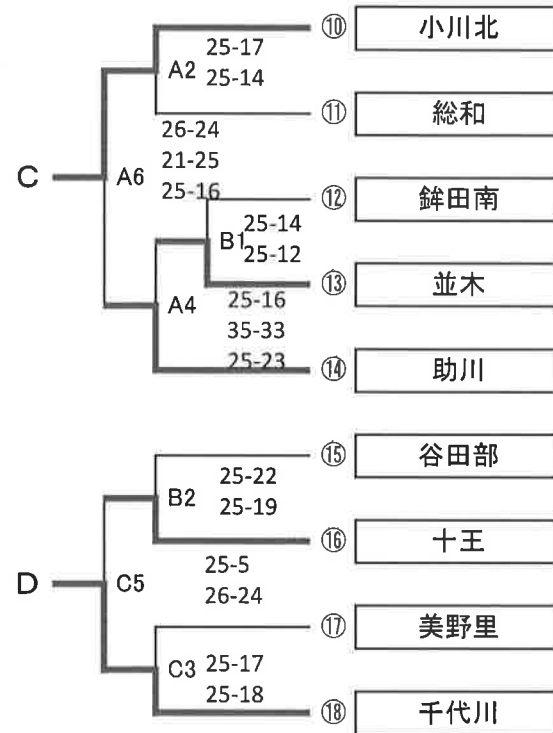 ⑩ 小川北
25-17
A2
25-14
⑪ 総和
26-24
C A6
21-25
25-16
⑫ 鉾田南
25-14
B1
25-12
⑬ 並木
25-16
A4
35-33
25-23
⑭ 助川
⑮ 谷田部
25-22
B2
25-19
⑯ 十王
25-5
D C5
26-24
⑰ 美野里
C3 25-17
25-18
⑱ 千代川